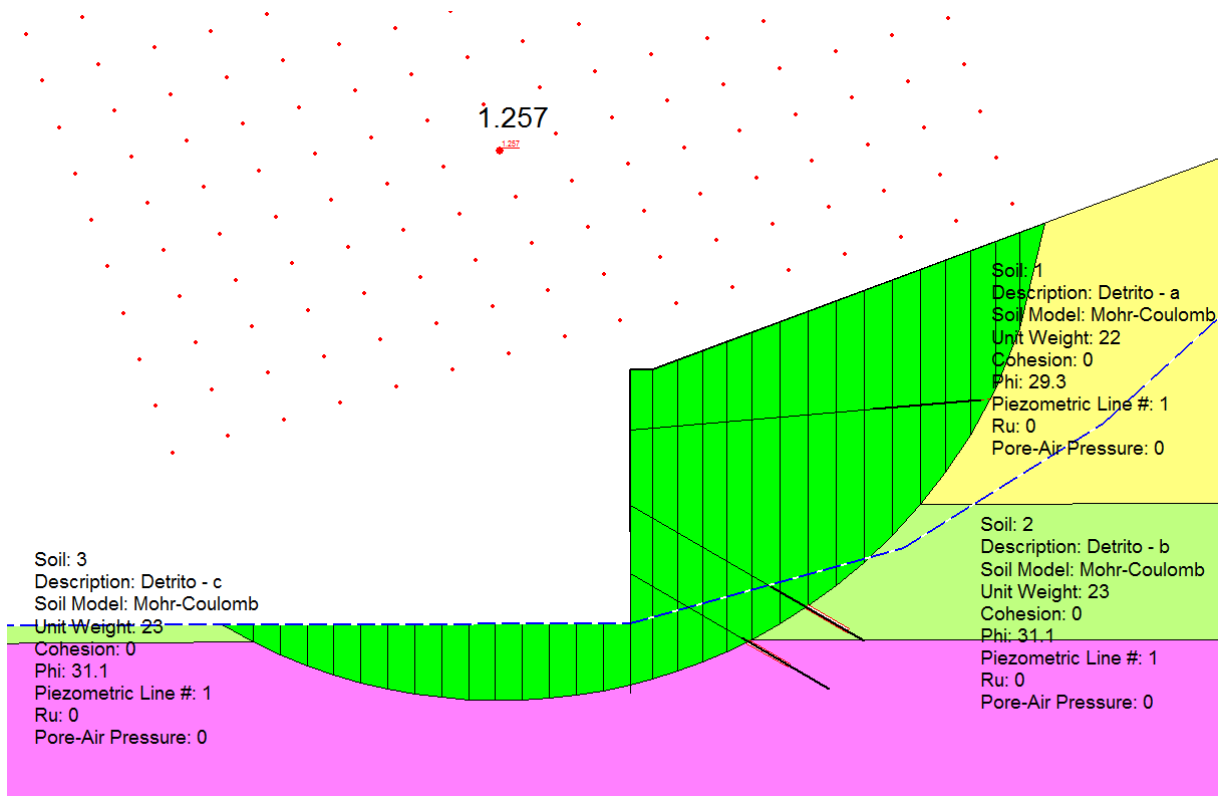 1.257
1.257
Soil: 1
Description: Detrito - a
Soil Model: Mohr-Coulomb
Unit Weight: 22
Cohesion: 0
Phi: 29.3
Piezometric Line #: 1
Ru: 0
Pore-Air Pressure: 0
Soil: 3
Description: Detrito - c
Soil Model: Mohr-Coulomb
Unit Weight: 23
Cohesion: 0
Phi: 31.1
Piezometric Line #: 1
Ru: 0
Pore-Air Pressure: 0
Soil: 2
Description: Detrito - b
Soil Model: Mohr-Coulomb
Unit Weight: 23
Cohesion: 0
Phi: 31.1
Piezometric Line #: 1
Ru: 0
Pore-Air Pressure: 0